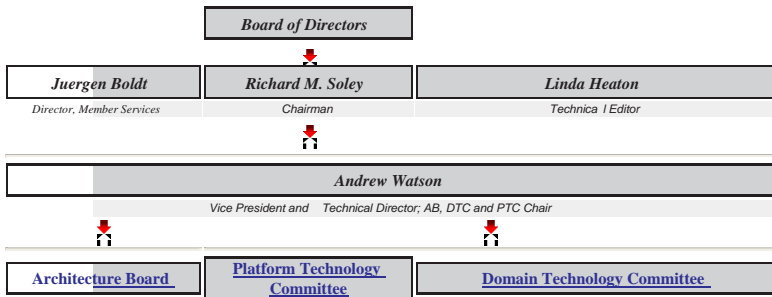 Board of Directors
Juergen Boldt Richard M. Soley Linda Heaton
Director, Member Services Chairman Technica l Editor
Andrew Watson
Vice President and Technical Director; AB, DTC and PTC Chair
Architecture Board Platform Technology Committee Domain Technology Committee